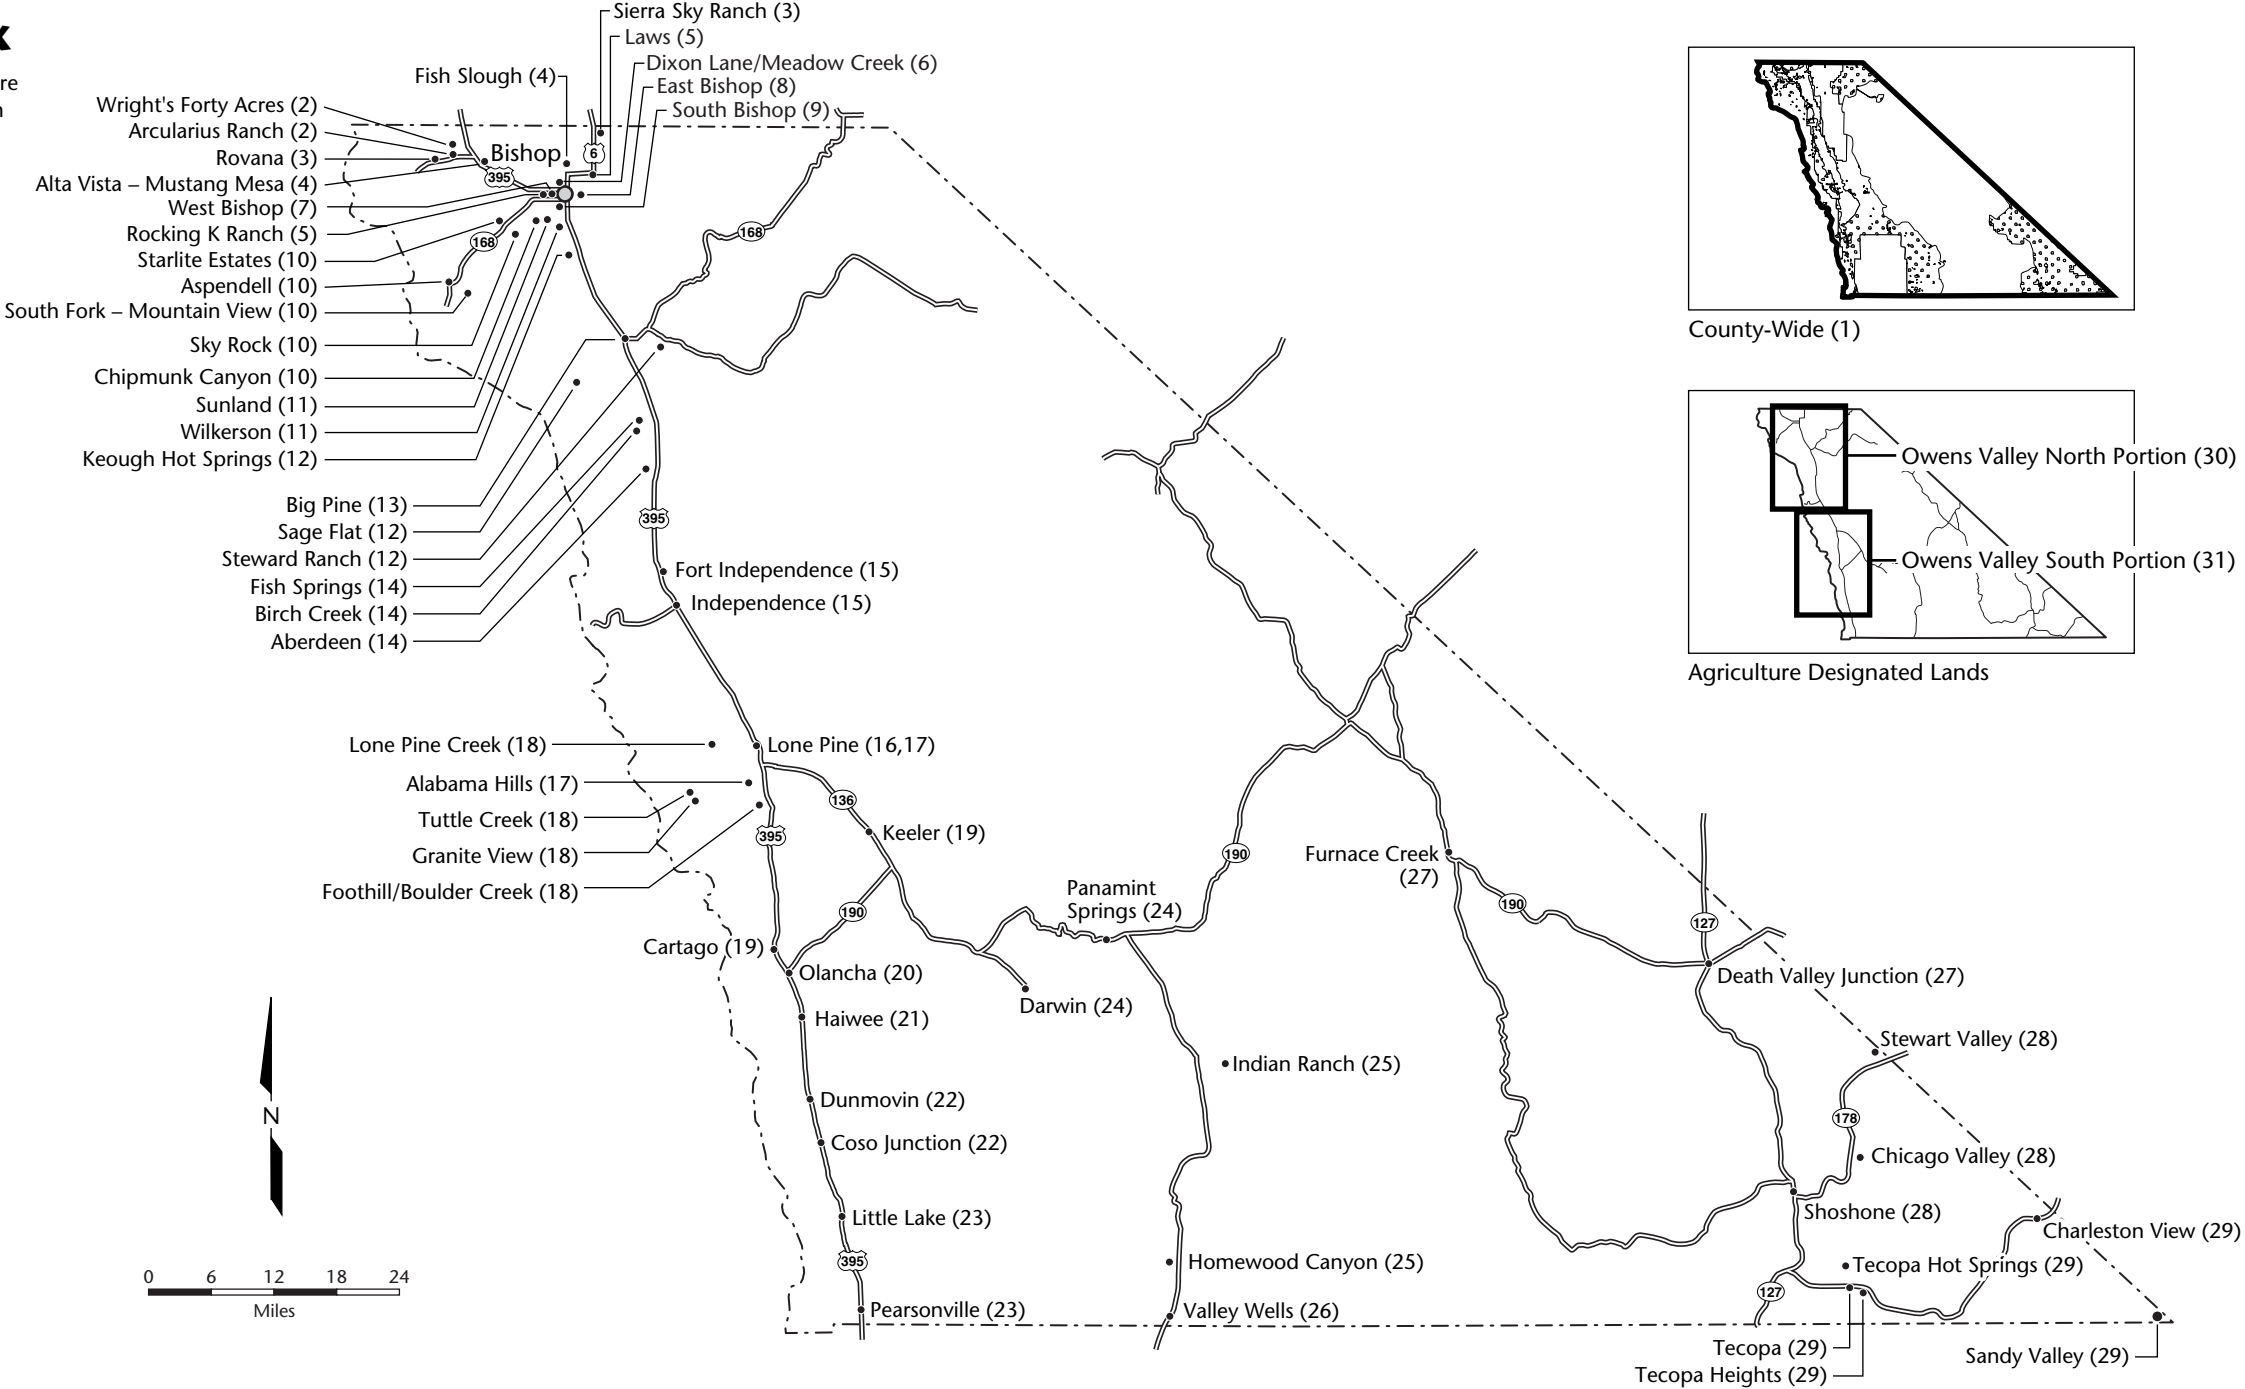 x
re
n
Sierra Sky Ranch (3)
Laws (5)
Dixon Lane/Meadow Creek (6)
East Bishop (8)
South Bishop (9)
Fish Slough (4)
Wright's Forty Acres (2)
Arcularius Ranch (2)
Rovana (3)
Alta Vista – Mustang Mesa (4)
West Bishop (7)
Rocking K Ranch (5)
Starlite Estates (10)
Aspendell (10)
South Fork – Mountain View (10)
Sky Rock (10)
Chipmunk Canyon (10)
Sunland (11)
Wilkerson (11)
Keough Hot Springs (12)
Bishop
6
395
168
168
Big Pine (13)
Sage Flat (12)
Steward Ranch (12)
Fish Springs (14)
Birch Creek (14)
Aberdeen (14)
395
Fort Independence (15)
Independence (15)
Lone Pine Creek (18)
Lone Pine (16,17)
Alabama Hills (17)
Tuttle Creek (18)
Granite View (18)
Foothill/Boulder Creek (18)
136
395
Keeler (19)
190
Cartago (19)
Olancha (20)
Haiwee (21)
Dunmovin (22)
Coso Junction (22)
Little Lake (23)
395
Pearsonville (23)
Panamint
Springs (24)
Darwin (24)
190
Indian Ranch (25)
Homewood Canyon (25)
Valley Wells (26)
Furnace Creek
(27)
190
127
Death Valley Junction (27)
Stewart Valley (28)
178
Chicago Valley (28)
Shoshone (28)
Charleston View (29)
Tecopa Hot Springs (29)
127
Tecopa (29)
Tecopa Heights (29)
Sandy Valley (29)
County-Wide (1)
Owens Valley North Portion (30)
Owens Valley South Portion (31)
Agriculture Designated Lands
N
0 6 12 18 24
Miles